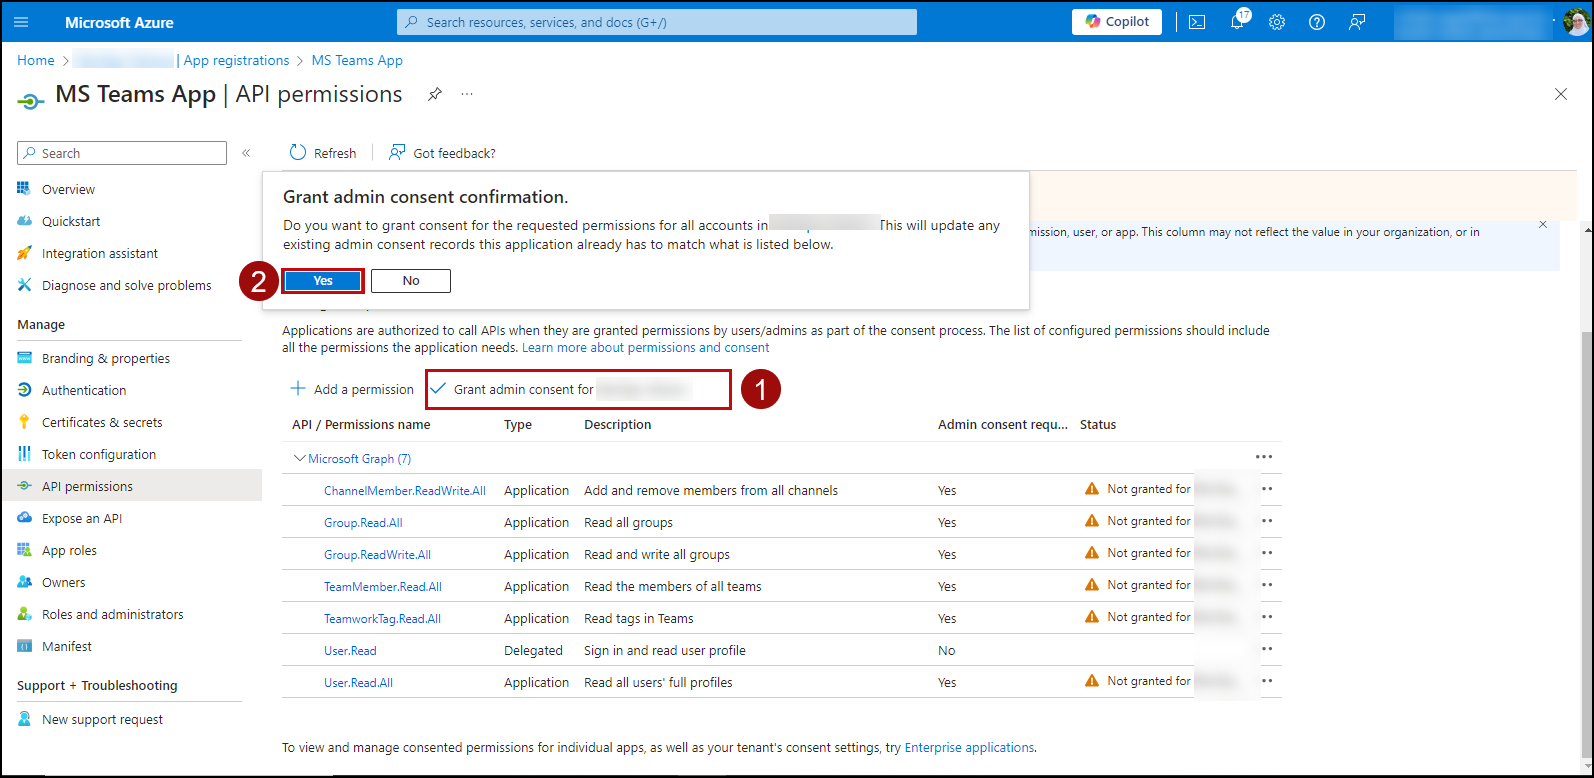 Microsoft Azure
Search resources, services, and docs (G+/)
Copilot
17
Home > | App registrations > MS Teams App
MS Teams App | API permissions
Search
Refresh
Got feedback?
Overview
Quickstart
Integration assistant
Diagnose and solve problems
Manage
Branding & properties
Authentication
Certificates & secrets
Token configuration
API permissions
Expose an API
App roles
Owners
Roles and administrators
Manifest
Support + Troubleshooting
New support request
Grant admin consent confirmation.
Do you want to grant consent for the requested permissions for all accounts in This will update any
existing admin consent records this application already has to match what is listed below.
2
Yes
No
mission, user, or app. This column may not reflect the value in your organization, or in
Applications are authorized to call APIs when they are granted permissions by users/admins as part of the consent process. The list of configured permissions should include
all the permissions the application needs. Learn more about permissions and consent
Add a permission
Grant admin consent for
1
API / Permissions name Type Description Admin consent requ... Status
Microsoft Graph (7)
ChannelMember.ReadWrite.All Application Add and remove members from all channels Yes Not granted for
Group.Read.All Application Read all groups Yes Not granted for
Group.ReadWrite.All Application Read and write all groups Yes Not granted for
TeamMember.Read.All Application Read the members of all teams Yes Not granted for
TeamworkTag.Read.All Application Read tags in Teams Yes Not granted for
User.Read Delegated Sign in and read user profile No
User.Read.All Application Read all users' full profiles Yes Not granted for
To view and manage consented permissions for individual apps, as well as your tenant's consent settings, try Enterprise applications.